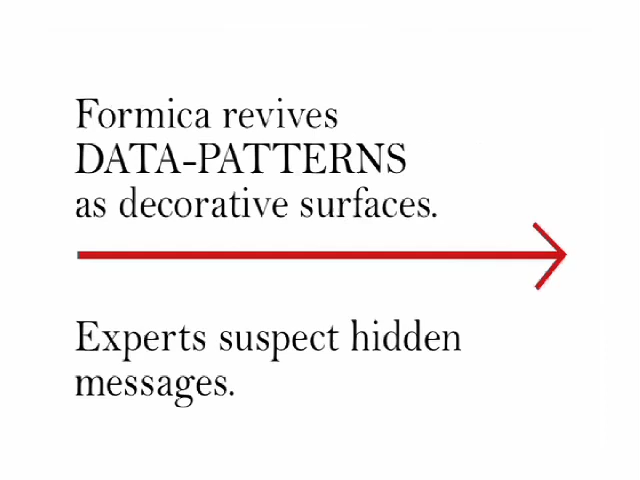 Formica revives
DATA-PATTERNS
as decorative surfaces.
Experts suspect hidden
messages.